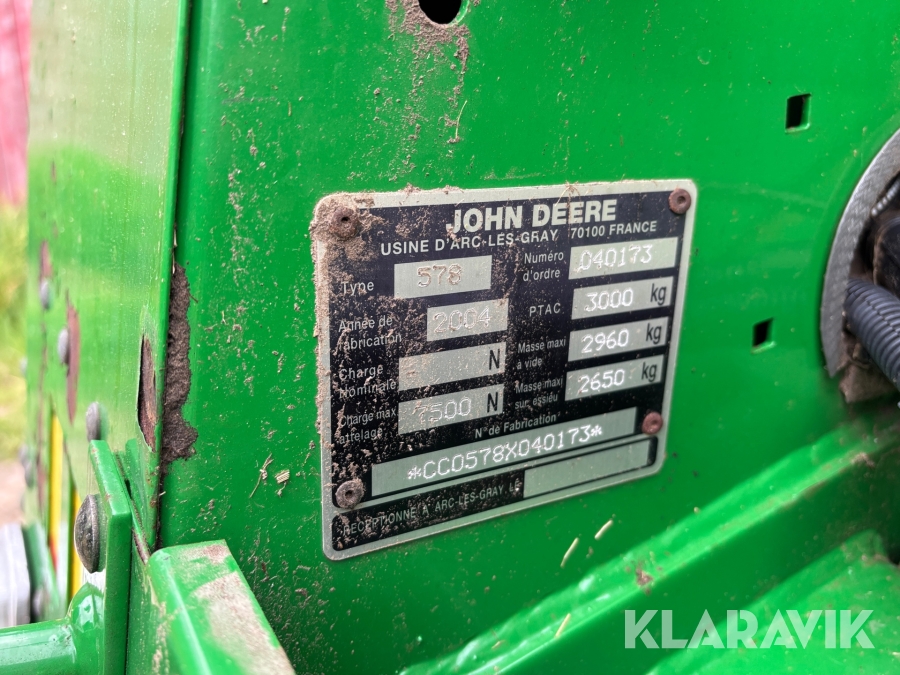 JOHN DEERE
USINE D'ARC-LES-GRAY 70100 FRANCE
Type 578
Numéro d'ordre 040173
Année de fabrication 2004
PTAC 3000 kg
Charge Nominale N
Masse maxi à vide 2960 kg
Charge max attelage 7500 N
Masse maxi sur essieu 2650 kg
N° de Fabrication
*CC0578X040173*
RECEPTIONNE A ARC-LES-GRAY LE
KLARAVIK